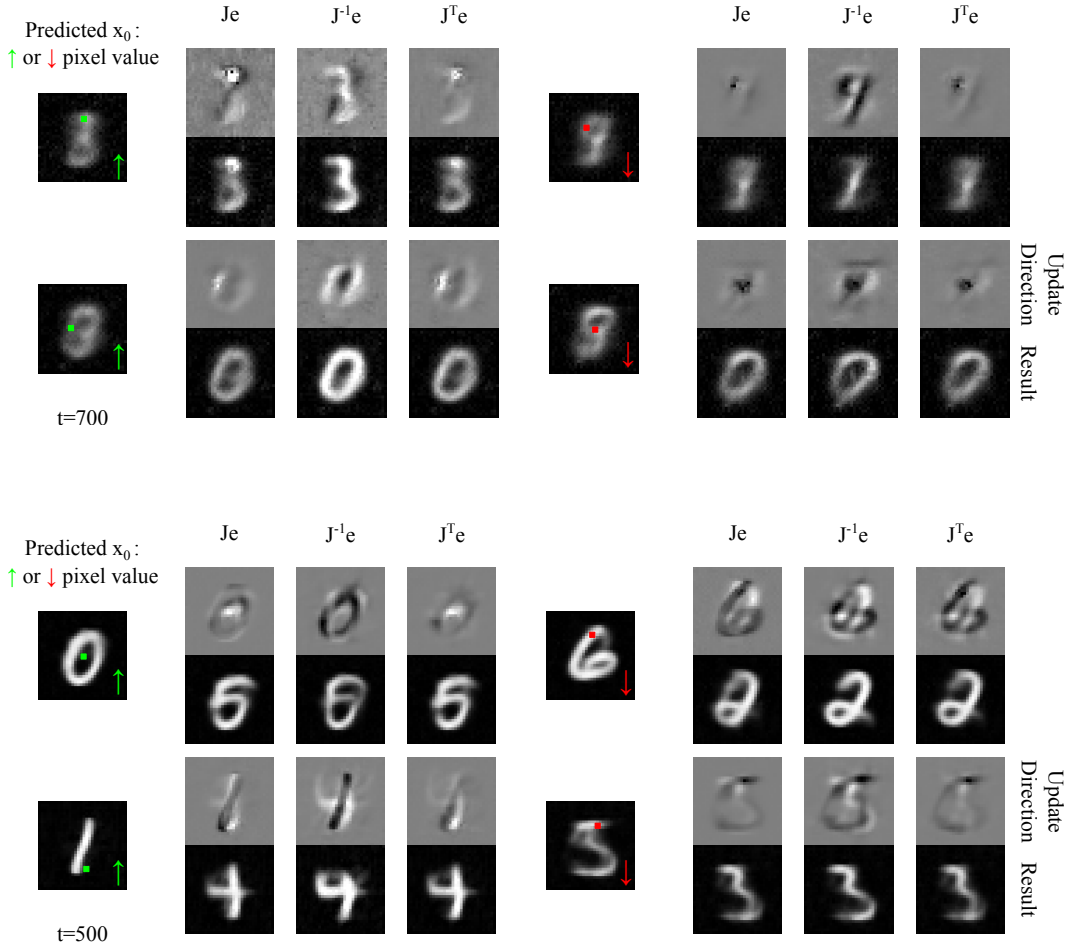 Je J⁻¹e Jᵀe Je J⁻¹e Jᵀe
Predicted x₀ :
↑ or ↓ pixel value
Update Direction
Result
t=700
Je J⁻¹e Jᵀe Je J⁻¹e Jᵀe
Predicted x₀ :
↑ or ↓ pixel value
Update Direction
Result
t=500